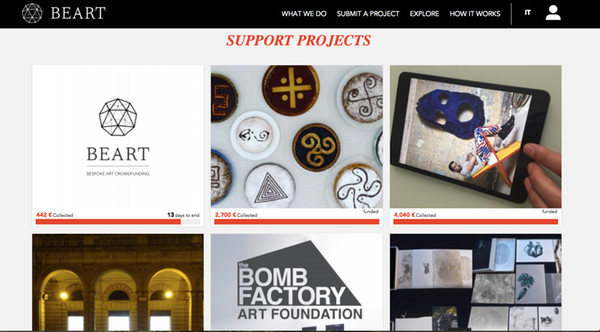 BEART
WHAT WE DO
SUBMIT A PROJECT
EXPLORE
HOW IT WORKS
IT
SUPPORT PROJECTS
BEART
BESPOKE ART CROWDFUNDING
442 € Collected
13 days to end
2,700 € Collected
funded
4,040 € Collected
funded
the
BOMB
FACTORY
ART FOUNDATION